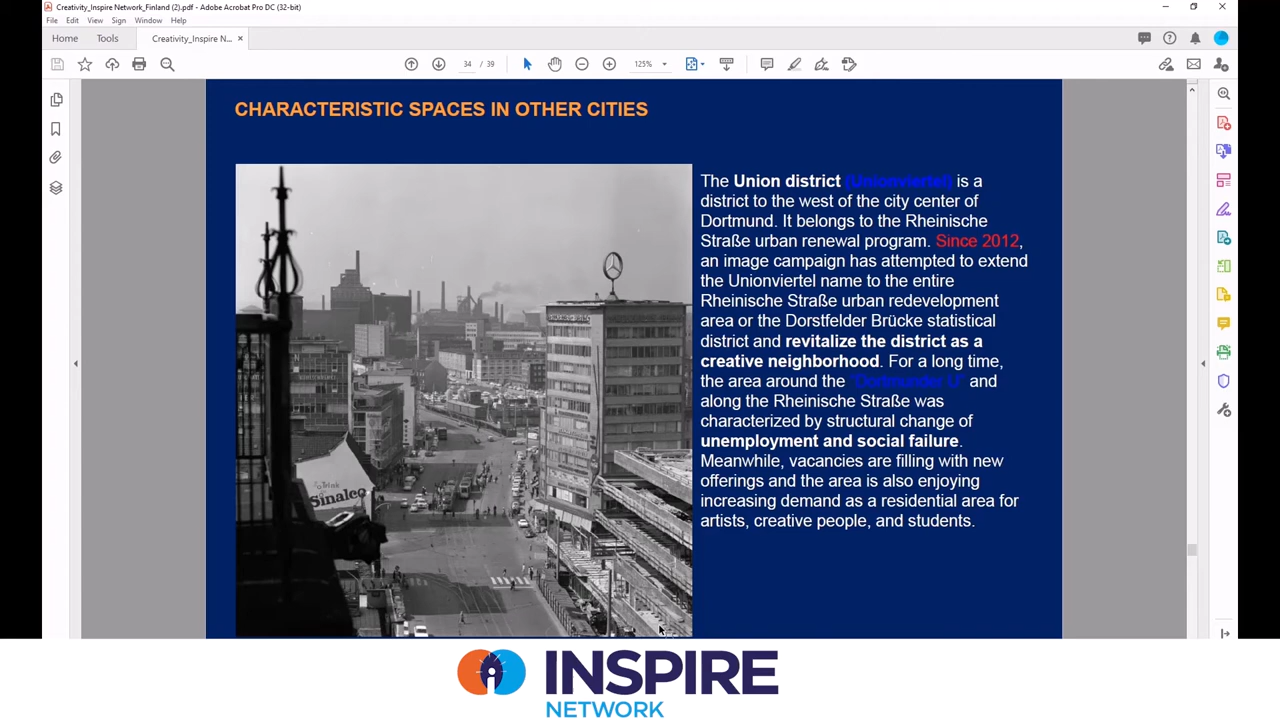 Creativity_Inspire Network_Finland (2).pdf - Adobe Acrobat Pro DC (32-bit)
File Edit View Sign Window Help
Home Tools Creativity_Inspire N... ×
34 / 39 125%
CHARACTERISTIC SPACES IN OTHER CITIES
The Union district (Unionviertel) is a
district to the west of the city center of
Dortmund. It belongs to the Rheinische
Straße urban renewal program. Since 2012,
an image campaign has attempted to extend
the Unionviertel name to the entire
Rheinische Straße urban redevelopment
area or the Dorstfelder Brücke statistical
district and revitalize the district as a
creative neighborhood. For a long time,
the area around the "Dortmunder U" and
along the Rheinische Straße was
characterized by structural change of
unemployment and social failure.
Meanwhile, vacancies are filling with new
offerings and the area is also enjoying
increasing demand as a residential area for
artists, creative people, and students.
Sinalco
INSPIRE
NETWORK